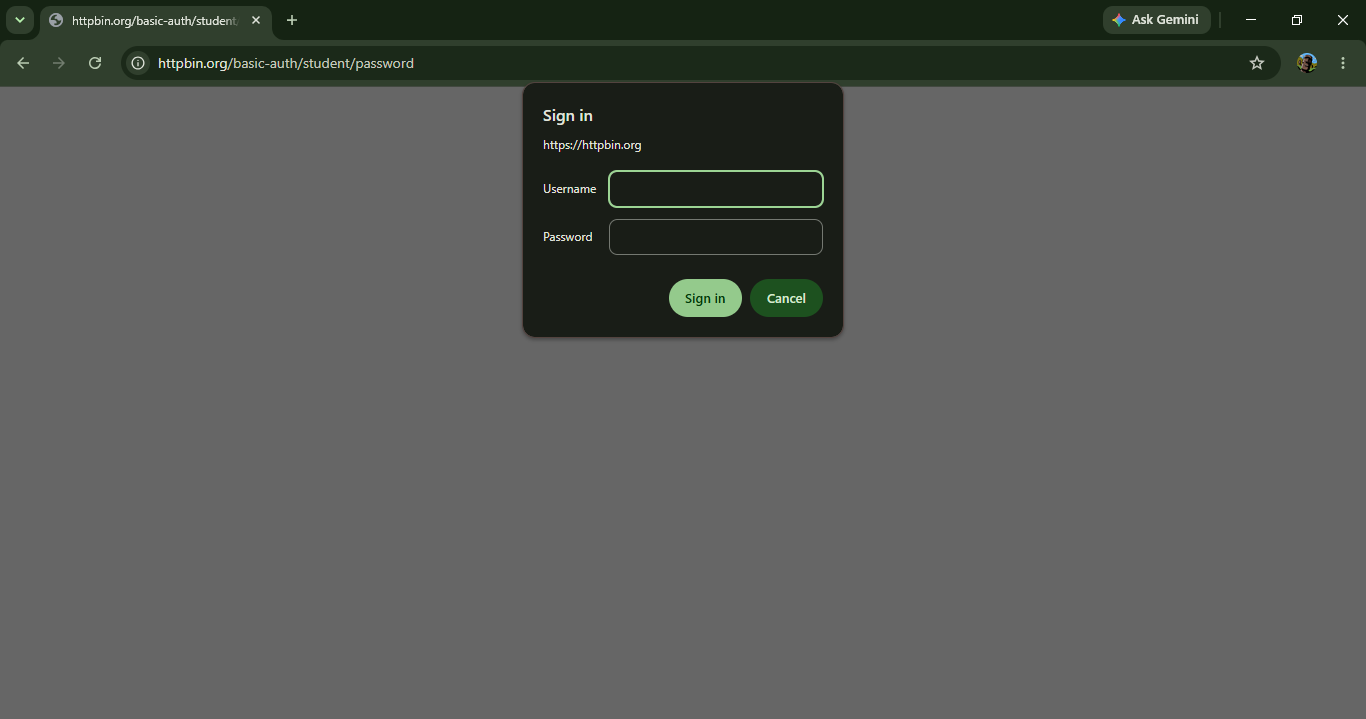 httpbin.org/basic-auth/student
Ask Gemini
httpbin.org/basic-auth/student/password
Sign in
https://httpbin.org
Username
Password
Sign in
Cancel